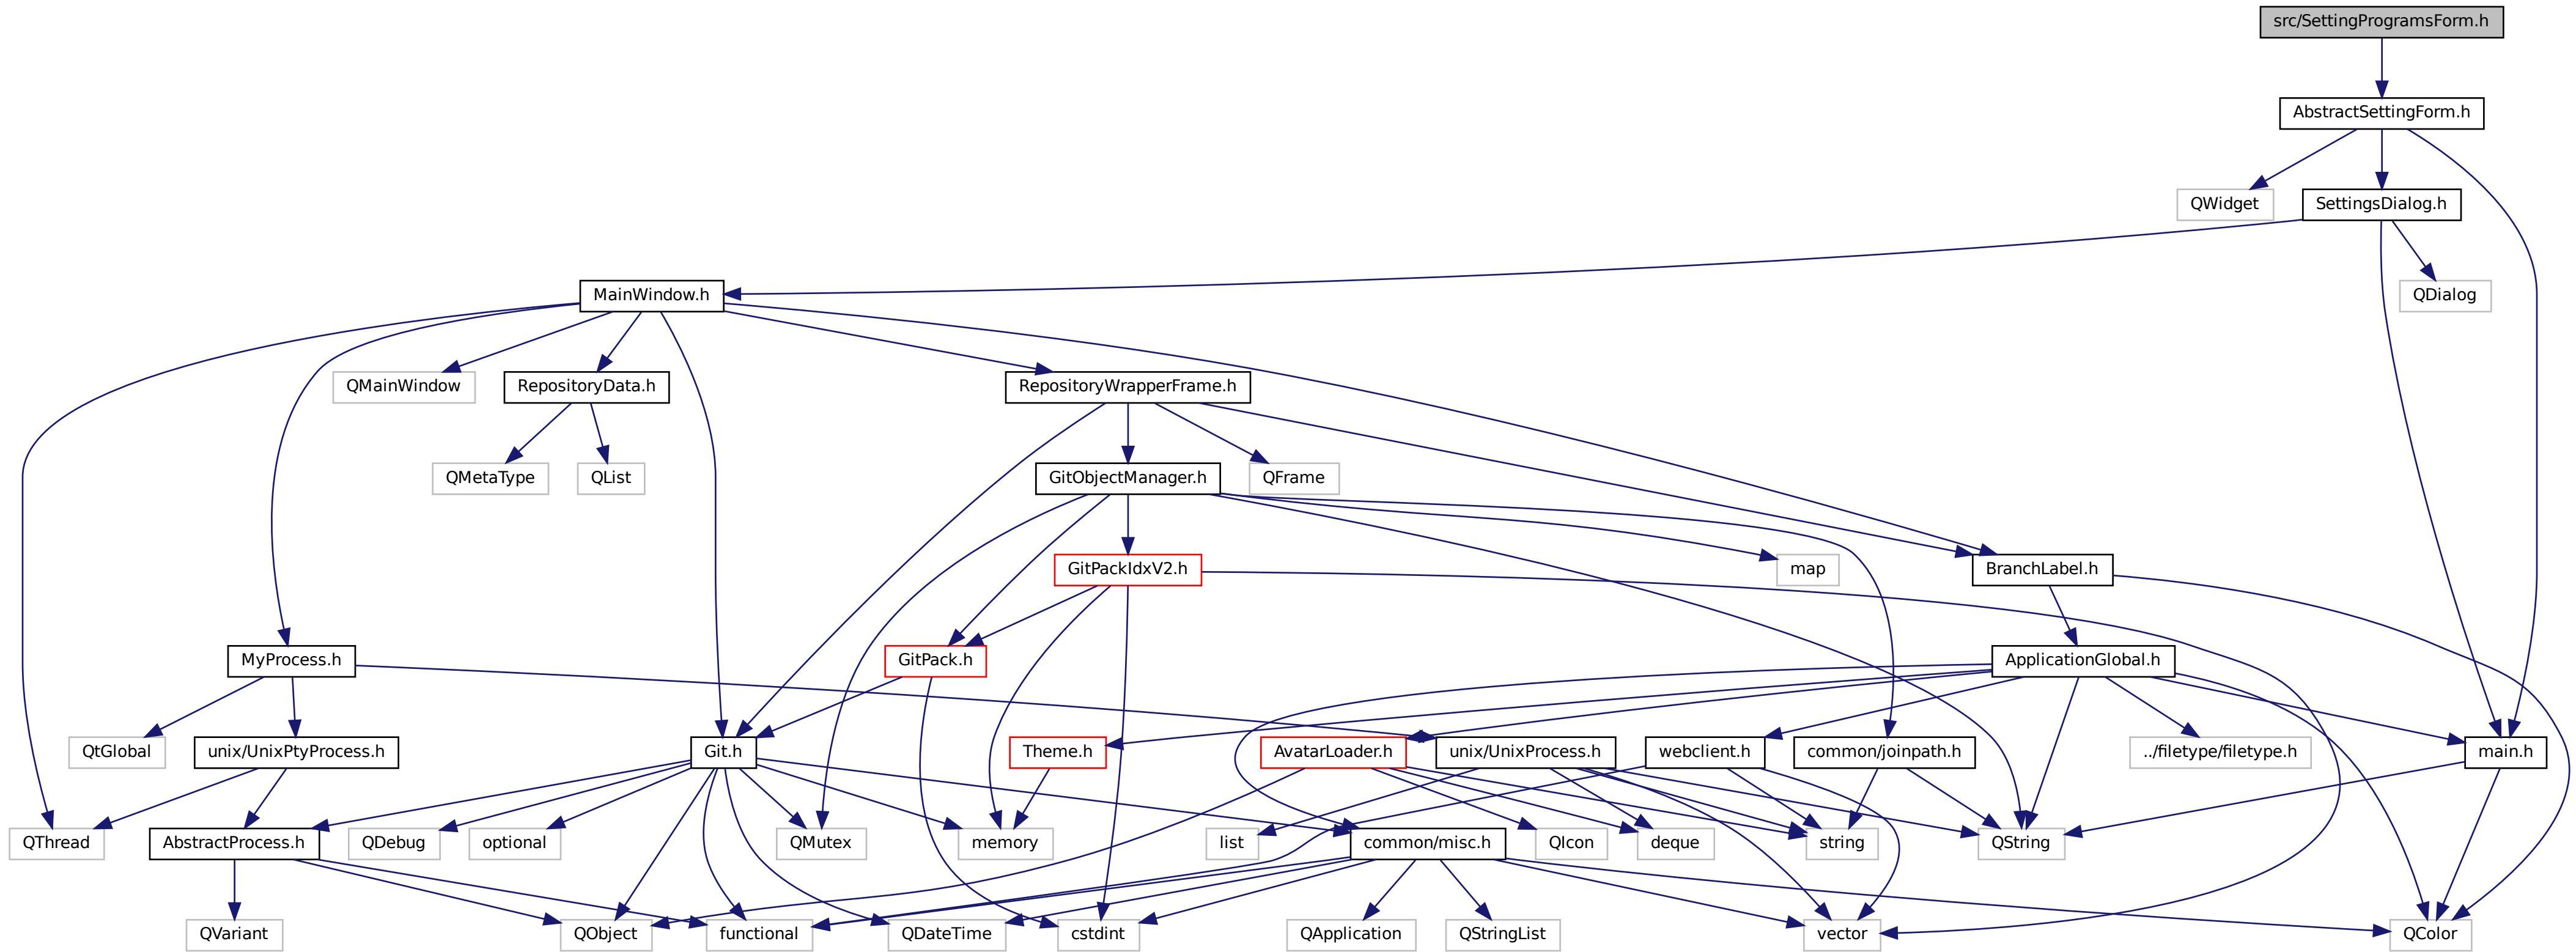 src/SettingProgramsForm.h
AbstractSettingForm.h
QWidget
SettingsDialog.h
MainWindow.h
QDialog
QMainWindow
RepositoryData.h
RepositoryWrapperFrame.h
QMetaType
QList
GitObjectManager.h
QFrame
GitPackIdxV2.h
map
BranchLabel.h
MyProcess.h
GitPack.h
ApplicationGlobal.h
QtGlobal
unix/UnixPtyProcess.h
Git.h
Theme.h
AvatarLoader.h
unix/UnixProcess.h
webclient.h
common/joinpath.h
../filetype/filetype.h
main.h
QThread
AbstractProcess.h
QDebug
optional
QMutex
memory
list
common/misc.h
QIcon
deque
string
QString
QVariant
QObject
functional
QDateTime
cstdint
QApplication
QStringList
vector
QColor